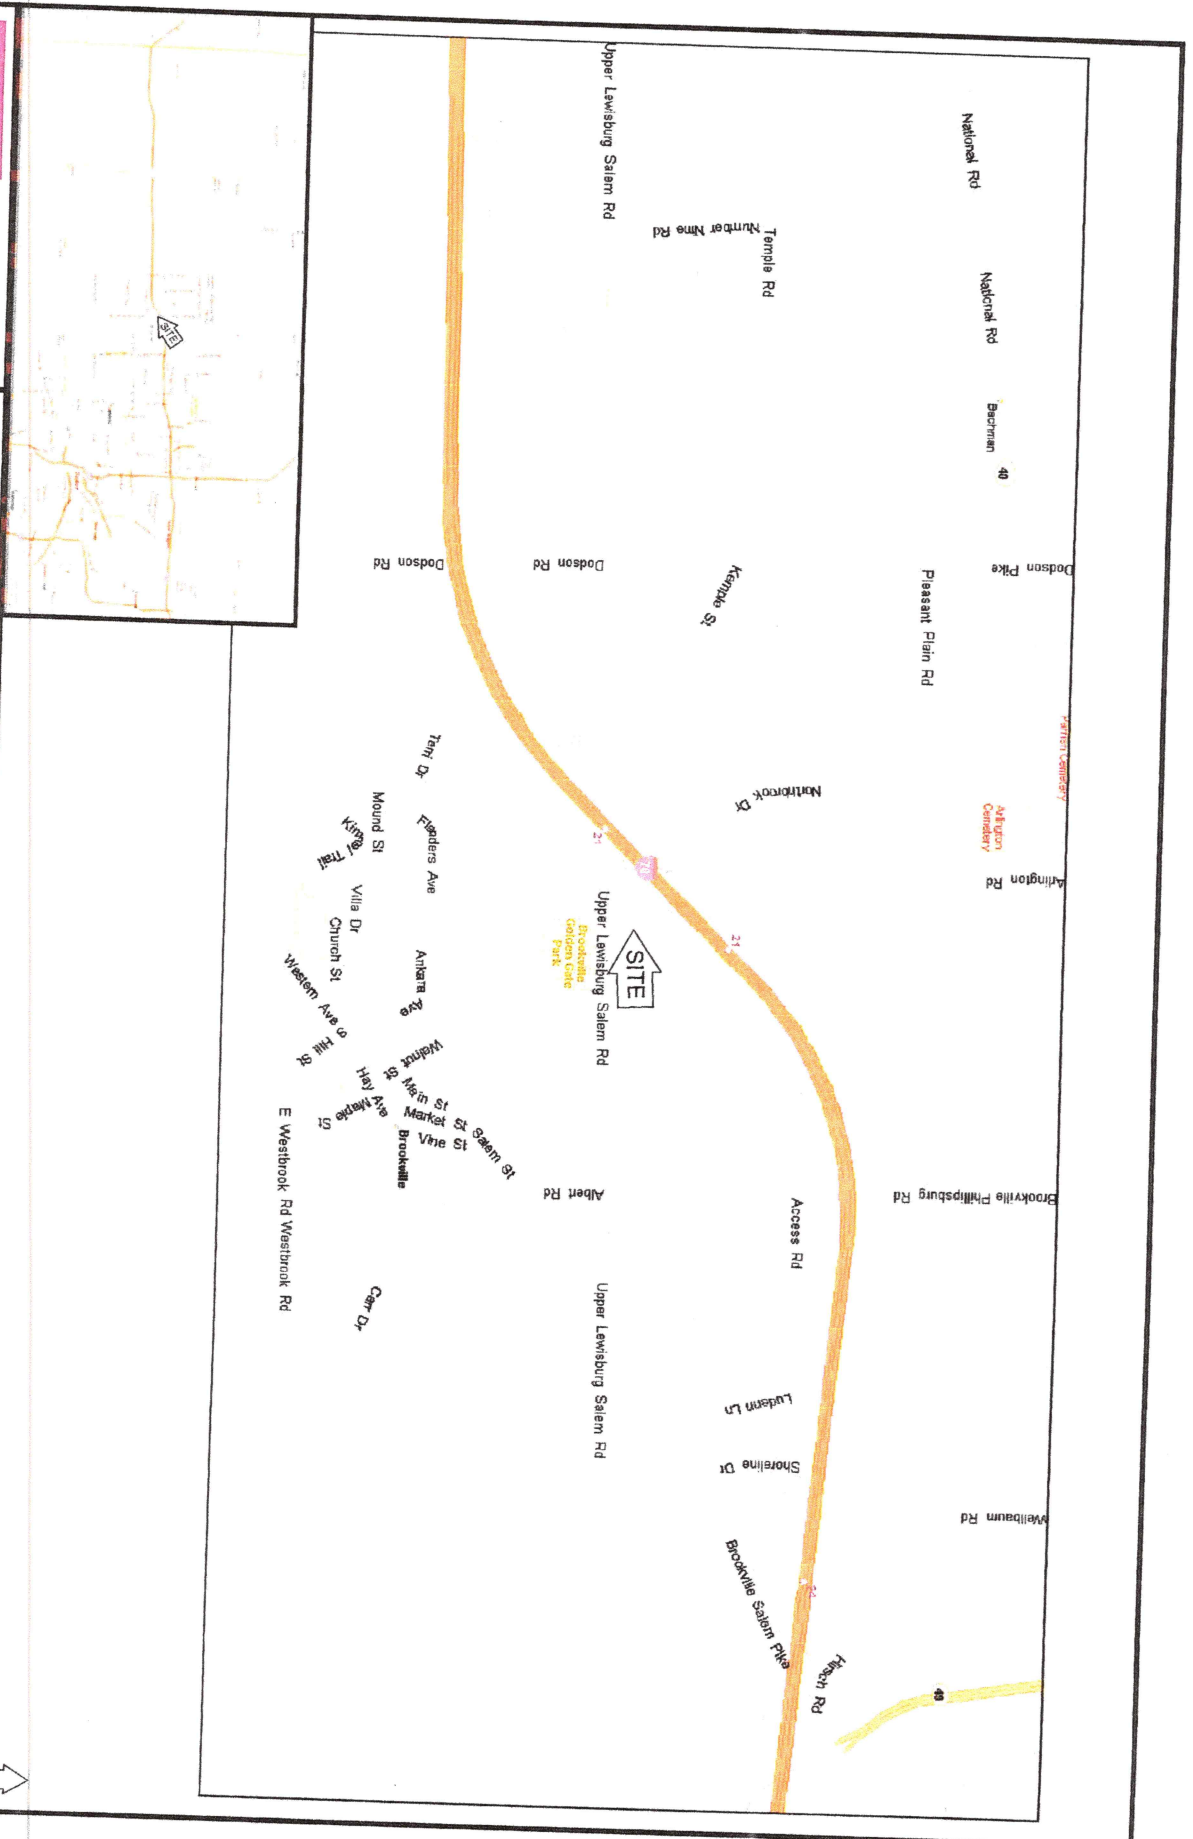 Dodson Pike
Parrish Cemetery
Arlington Rd
Brookville Phillipsburg Rd
Wellbaum Rd
National Rd
National Rd
Bachman
40
Arlington
Cemetery
49
Pleasant Plain Rd
Hirsch Rd
Temple Rd
Number Nine Rd
Kemple St
Northbrook Dr
21
Access Rd
Ludann Ln
Shoreline Dr
Brookville Salem Pike
70
SITE
21
Upper Lewisburg Salem Rd
Dodson Rd
Upper Lewisburg Salem Rd
Albert Rd
Upper Lewisburg Salem Rd
Brookville
Golden Gate
Park
Dodson Rd
Terri Dr
Flanders Ave
Ankara Ave
Walnut St
Main St
Market St
Salem St
Vine St
Brookville
Mound St
Kimmel Trail
Villa Dr
Church St
Western Ave
S Hill St
Hay Ave
Maple St
Carr Dr
E Westbrook Rd
Westbrook Rd
SITE